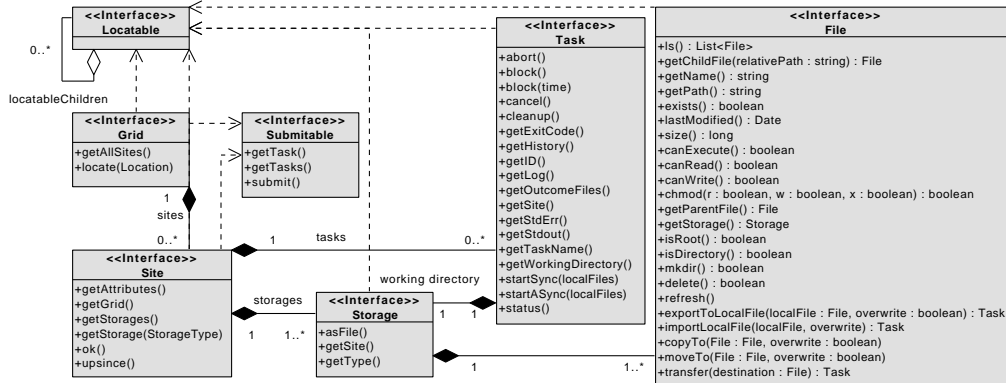 <<Interface>>
Locatable
0..*
locatableChildren
<<Interface>>
Grid
+getAllSites()
+locate(Location)
<<Interface>>
Submitable
+getTask()
+getTasks()
+submit()
1
sites
0..*
<<Interface>>
Site
+getAttributes()
+getGrid()
+getStorages()
+getStorage(StorageType)
+ok()
+upsince()
1
tasks
0..*
storages
1
1..*
<<Interface>>
Storage
+asFile()
+getSite()
+getType()
working directory
1
1
1
1..*
<<Interface>>
Task
+abort()
+block()
+block(time)
+cancel()
+cleanup()
+getExitCode()
+getHistory()
+getID()
+getLog()
+getOutcomeFiles()
+getSite()
+getStdErr()
+getStdout()
+getTaskName()
+getWorkingDirectory()
+startSync(localFiles)
+startASync(localFiles)
+status()
<<Interface>>
File
+ls() : List<File>
+getChildFile(relativePath : string) : File
+getName() : string
+getPath() : string
+exists() : boolean
+lastModified() : Date
+size() : long
+canExecute() : boolean
+canRead() : boolean
+canWrite() : boolean
+chmod(r : boolean, w : boolean, x : boolean) : boolean
+getParentFile() : File
+getStorage() : Storage
+isRoot() : boolean
+isDirectory() : boolean
+mkdir() : boolean
+delete() : boolean
+refresh()
+exportToLocalFile(localFile : File, overwrite : boolean) : Task
+importLocalFile(localFile, overwrite) : Task
+copyTo(File : File, overwrite : boolean)
+moveTo(File : File, overwrite : boolean)
+transfer(destination : File) : Task